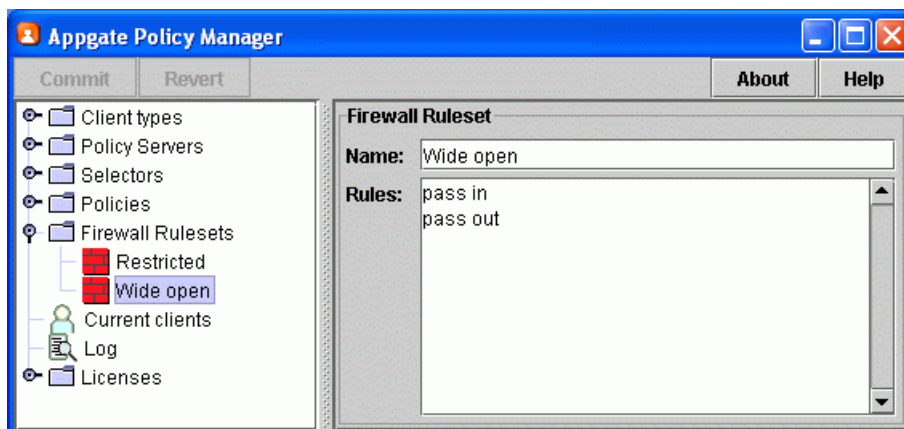 Appgate Policy Manager
Commit Revert About Help
Client types
Policy Servers
Selectors
Policies
Firewall Rulesets
Restricted
Wide open
Current clients
Log
Licenses
Firewall Ruleset
Name: Wide open
Rules: pass in
pass out